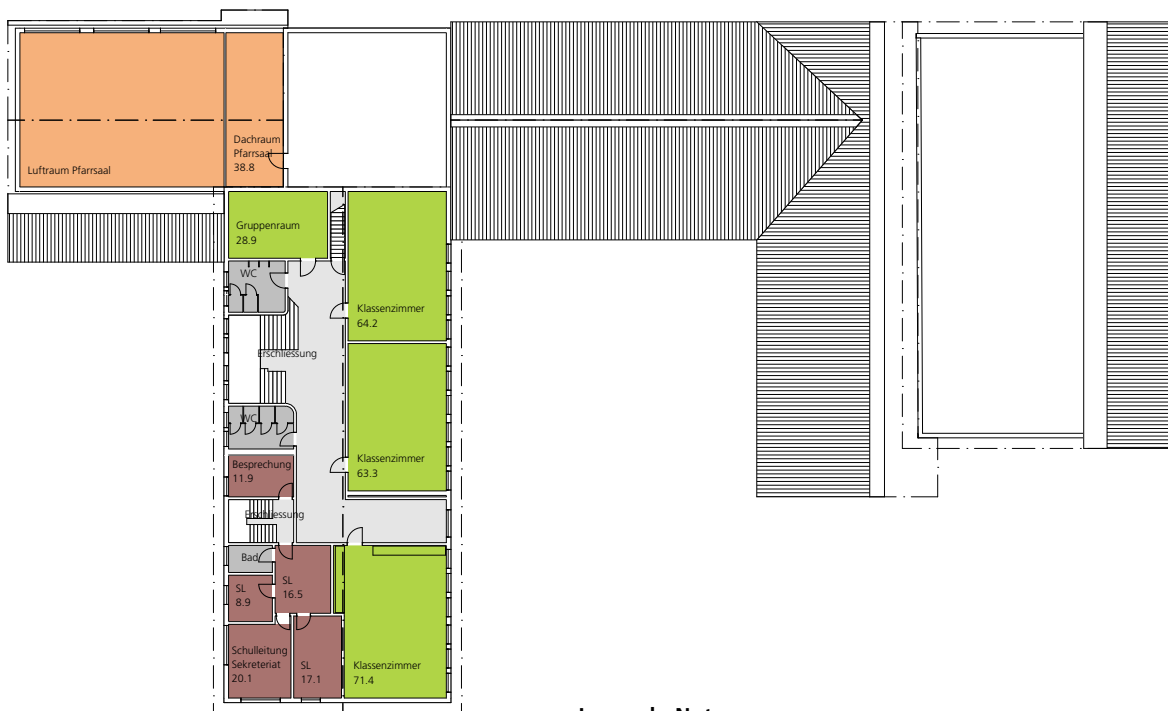 Luftraum Pfarrsaal
Dachraum
Pfarrsaal
38.8
Gruppenraum
28.9
WC
Klassenzimmer
64.2
Erschliessung
WC
Klassenzimmer
63.3
Besprechung
11.9
Erschliessung
Bad
SL
8.9
SL
16.5
Schulleitung
Sekreteriat
20.1
SL
17.1
Klassenzimmer
71.4